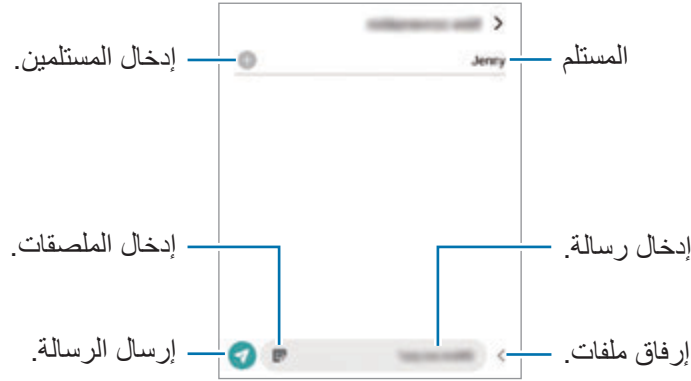 المستلم
Jenny
إدخال المستلمين.
إدخال رسالة.
إدخال الملصقات.
إرفاق ملفات.
إرسال الرسالة.